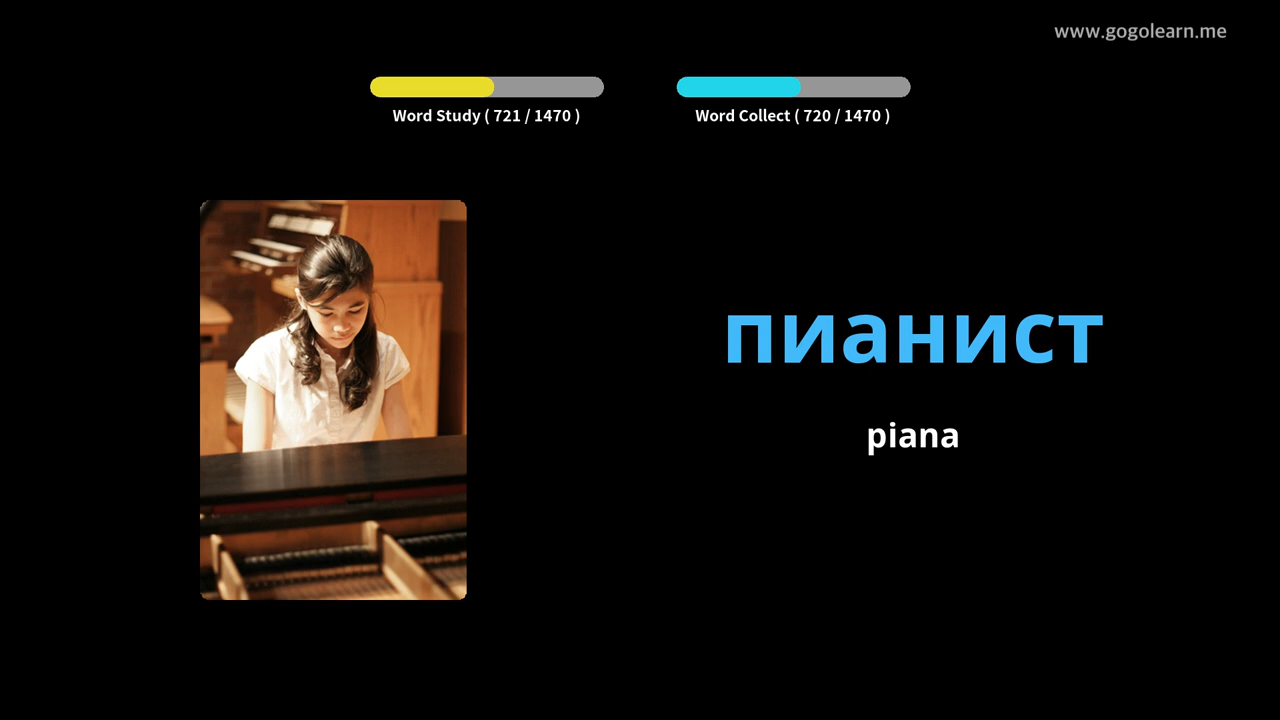 www.gogolearn.me
Word Study ( 721 / 1470 )
Word Collect ( 720 / 1470 )
пианист
piana